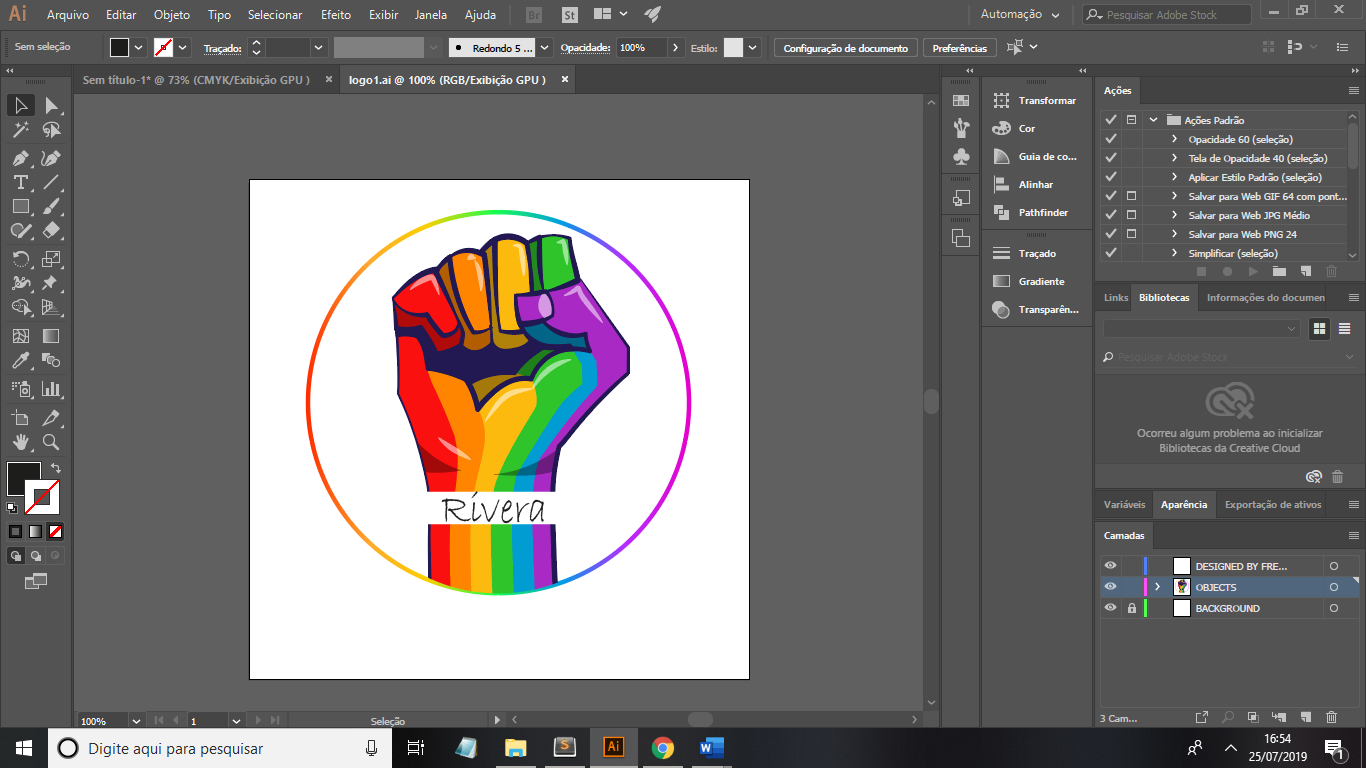 Ai Arquivo Editar Objeto Tipo Selecionar Efeito Exibir Janela Ajuda Br St Automação Pesquisar Adobe Stock
Sem seleção Traçado: Redondo 5 ... Opacidade: 100% Estilo: Configuração de documento Preferências
Sem título-1* @ 73% (CMYK/Exibição GPU ) × logo1.ai @ 100% (RGB/Exibição GPU ) ×
Transformar
Cor
Guia de co...
Alinhar
Pathfinder
Traçado
Gradiente
Transparên...
Ações
Ações Padrão
Opacidade 60 (seleção)
Tela de Opacidade 40 (seleção)
Aplicar Estilo Padrão (seleção)
Salvar para Web GIF 64 com pont...
Salvar para Web JPG Médio
Salvar para Web PNG 24
Simplificar (seleção)
Links Bibliotecas Informações do documen
Pesquisar Adobe Stock
Ocorreu algum problema ao inicializar
Bibliotecas da Creative Cloud
Variáveis Aparência Exportação de ativos
Camadas
DESIGNED BY FRE...
OBJECTS
BACKGROUND
3 Cam...
Rivera
100% 1 Seleção
Digite aqui para pesquisar
S Ai W
16:54
25/07/2019
1